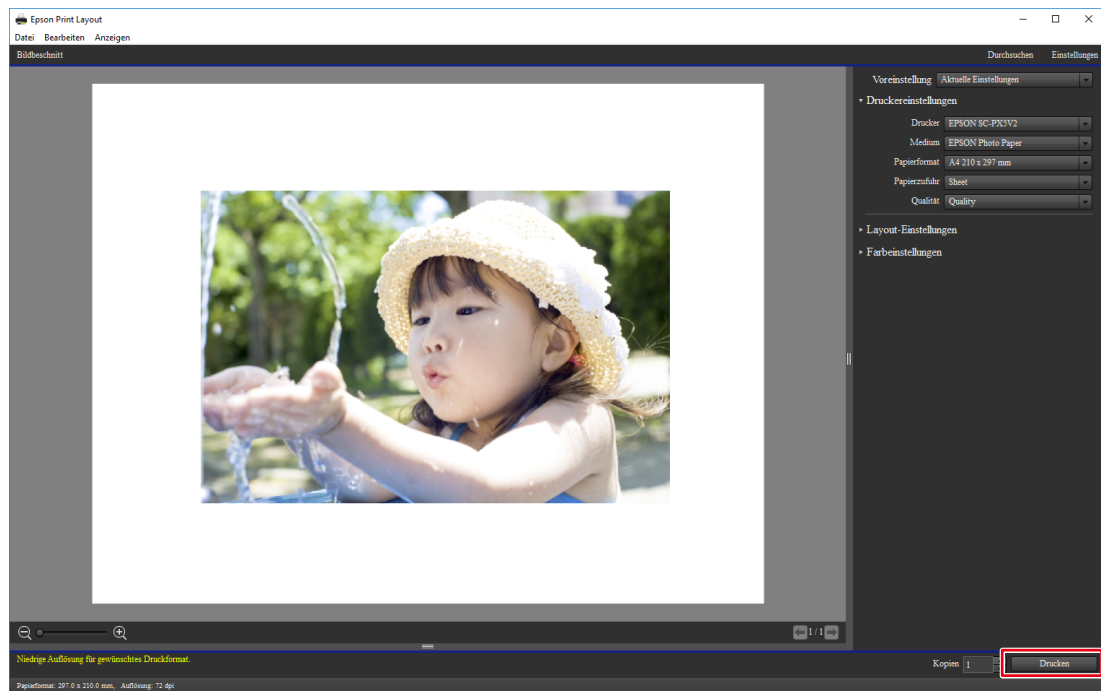 Epson Print Layout
Datei Bearbeiten Anzeigen
Bildbeschnitt Durchsuchen Einstellungen
Voreinstellung Aktuelle Einstellungen
Druckereinstellungen
Drucker EPSON SC-PX5V2
Medium EPSON Photo Paper
Papierformat A4 210 x 297 mm
Papierzufuhr Sheet
Qualität Quality
Layout-Einstellungen
Farbeinstellungen
1 / 1
Niedrige Auflösung für gewünschtes Druckformat.
Kopien 1 Drucken
Papierformat: 297.0 x 210.0 mm, Auflösung: 72 dpi